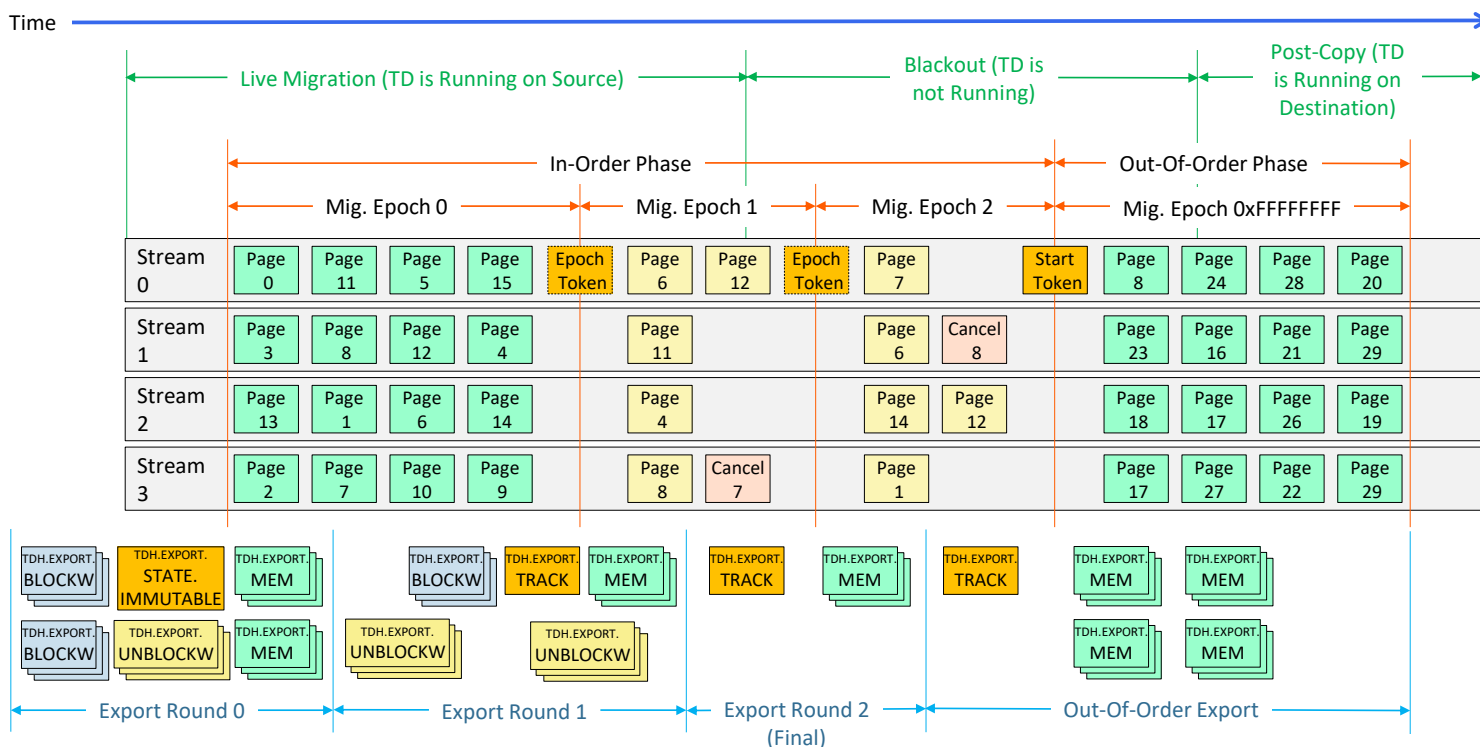 Time
Live Migration (TD is Running on Source)
Blackout (TD is
not Running)
Post-Copy (TD
is Running on
Destination)
In-Order Phase
Out-Of-Order Phase
Mig. Epoch 0
Mig. Epoch 1
Mig. Epoch 2
Mig. Epoch 0xFFFFFFFF
Stream
0
Page
0
Page
11
Page
5
Page
15
Epoch
Token
Page
6
Page
12
Epoch
Token
Page
7
Start
Token
Page
8
Page
24
Page
28
Page
20
Stream
1
Page
3
Page
8
Page
12
Page
4
Page
11
Page
6
Cancel
8
Page
23
Page
16
Page
21
Page
29
Stream
2
Page
13
Page
1
Page
6
Page
14
Page
4
Page
14
Page
12
Page
18
Page
17
Page
26
Page
19
Stream
3
Page
2
Page
7
Page
10
Page
9
Page
8
Cancel
7
Page
1
Page
17
Page
27
Page
22
Page
29
TDH.EXPORT.
BLOCKW
TDH.EXPORT.
STATE.
IMMUTABLE
TDH.EXPORT.
MEM
TDH.EXPORT.
BLOCKW
TDH.EXPORT.
TRACK
TDH.EXPORT.
MEM
TDH.EXPORT.
TRACK
TDH.EXPORT.
MEM
TDH.EXPORT.
TRACK
TDH.EXPORT.
MEM
TDH.EXPORT.
MEM
TDH.EXPORT.
BLOCKW
TDH.EXPORT.
UNBLOCKW
TDH.EXPORT.
MEM
TDH.EXPORT.
UNBLOCKW
TDH.EXPORT.
UNBLOCKW
TDH.EXPORT.
MEM
TDH.EXPORT.
MEM
Export Round 0
Export Round 1
Export Round 2
(Final)
Out-Of-Order Export